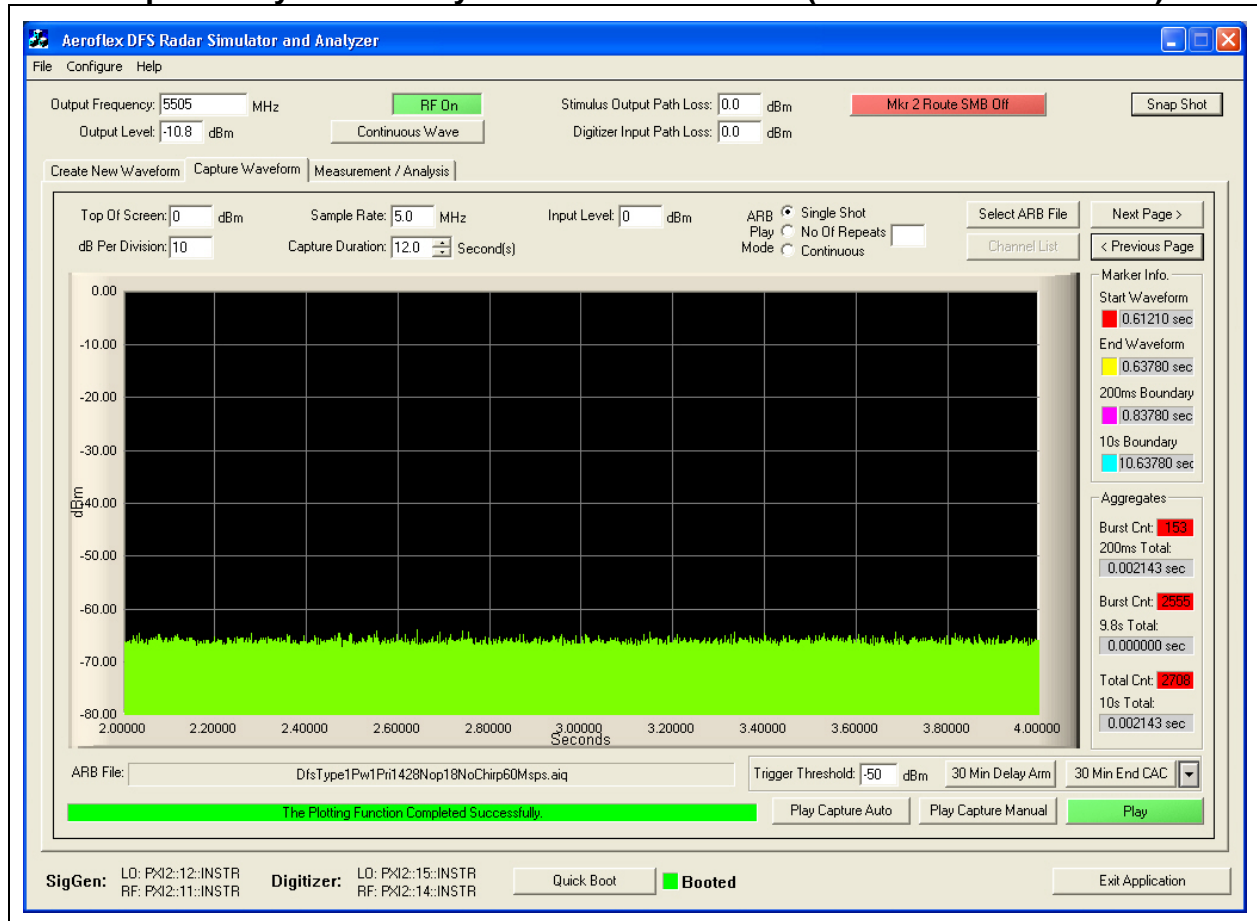 Aeroflex DFS Radar Simulator and Analyzer
File Configure Help
Output Frequency: 5505 MHz RF On Stimulus Output Path Loss: 0.0 dBm Mkr 2 Route SMB Off Snap Shot
Output Level: -10.8 dBm Continuous Wave Digitizer Input Path Loss: 0.0 dBm
Create New Waveform Capture Waveform Measurement / Analysis
Top Of Screen: 0 dBm Sample Rate: 5.0 MHz Input Level: 0 dBm ARB Play Mode Single Shot Select ARB File Next Page >
No Of Repeats
dB Per Division: 10 Capture Duration: 12.0 Second(s) Continuous Channel List < Previous Page
Marker Info.
Start Waveform
0.61210 sec
End Waveform
0.63780 sec
200ms Boundary
0.83780 sec
10s Boundary
10.63780 sec
Aggregates
Burst Cnt: 153
200ms Total:
0.002143 sec
Burst Cnt: 2555
9.8s Total:
0.000000 sec
Total Cnt: 2708
10s Total:
0.002143 sec
0.00
-10.00
-20.00
-30.00
-40.00
-50.00
-60.00
-70.00
-80.00
dBm
2.00000 2.20000 2.40000 2.60000 2.80000 3.00000 3.20000 3.40000 3.60000 3.80000 4.00000
Seconds
ARB File: DfsType1Pw1Pri1428Nop18NoChirp60Msps.aiq Trigger Threshold: -50 dBm 30 Min Delay Arm 30 Min End CAC
The Plotting Function Completed Successfully. Play Capture Auto Play Capture Manual Play
SigGen: LO: PXI2::12::INSTR Digitizer: LO: PXI2::15::INSTR Quick Boot Booted Exit Application
RF: PXI2::11::INSTR RF: PXI2::14::INSTR